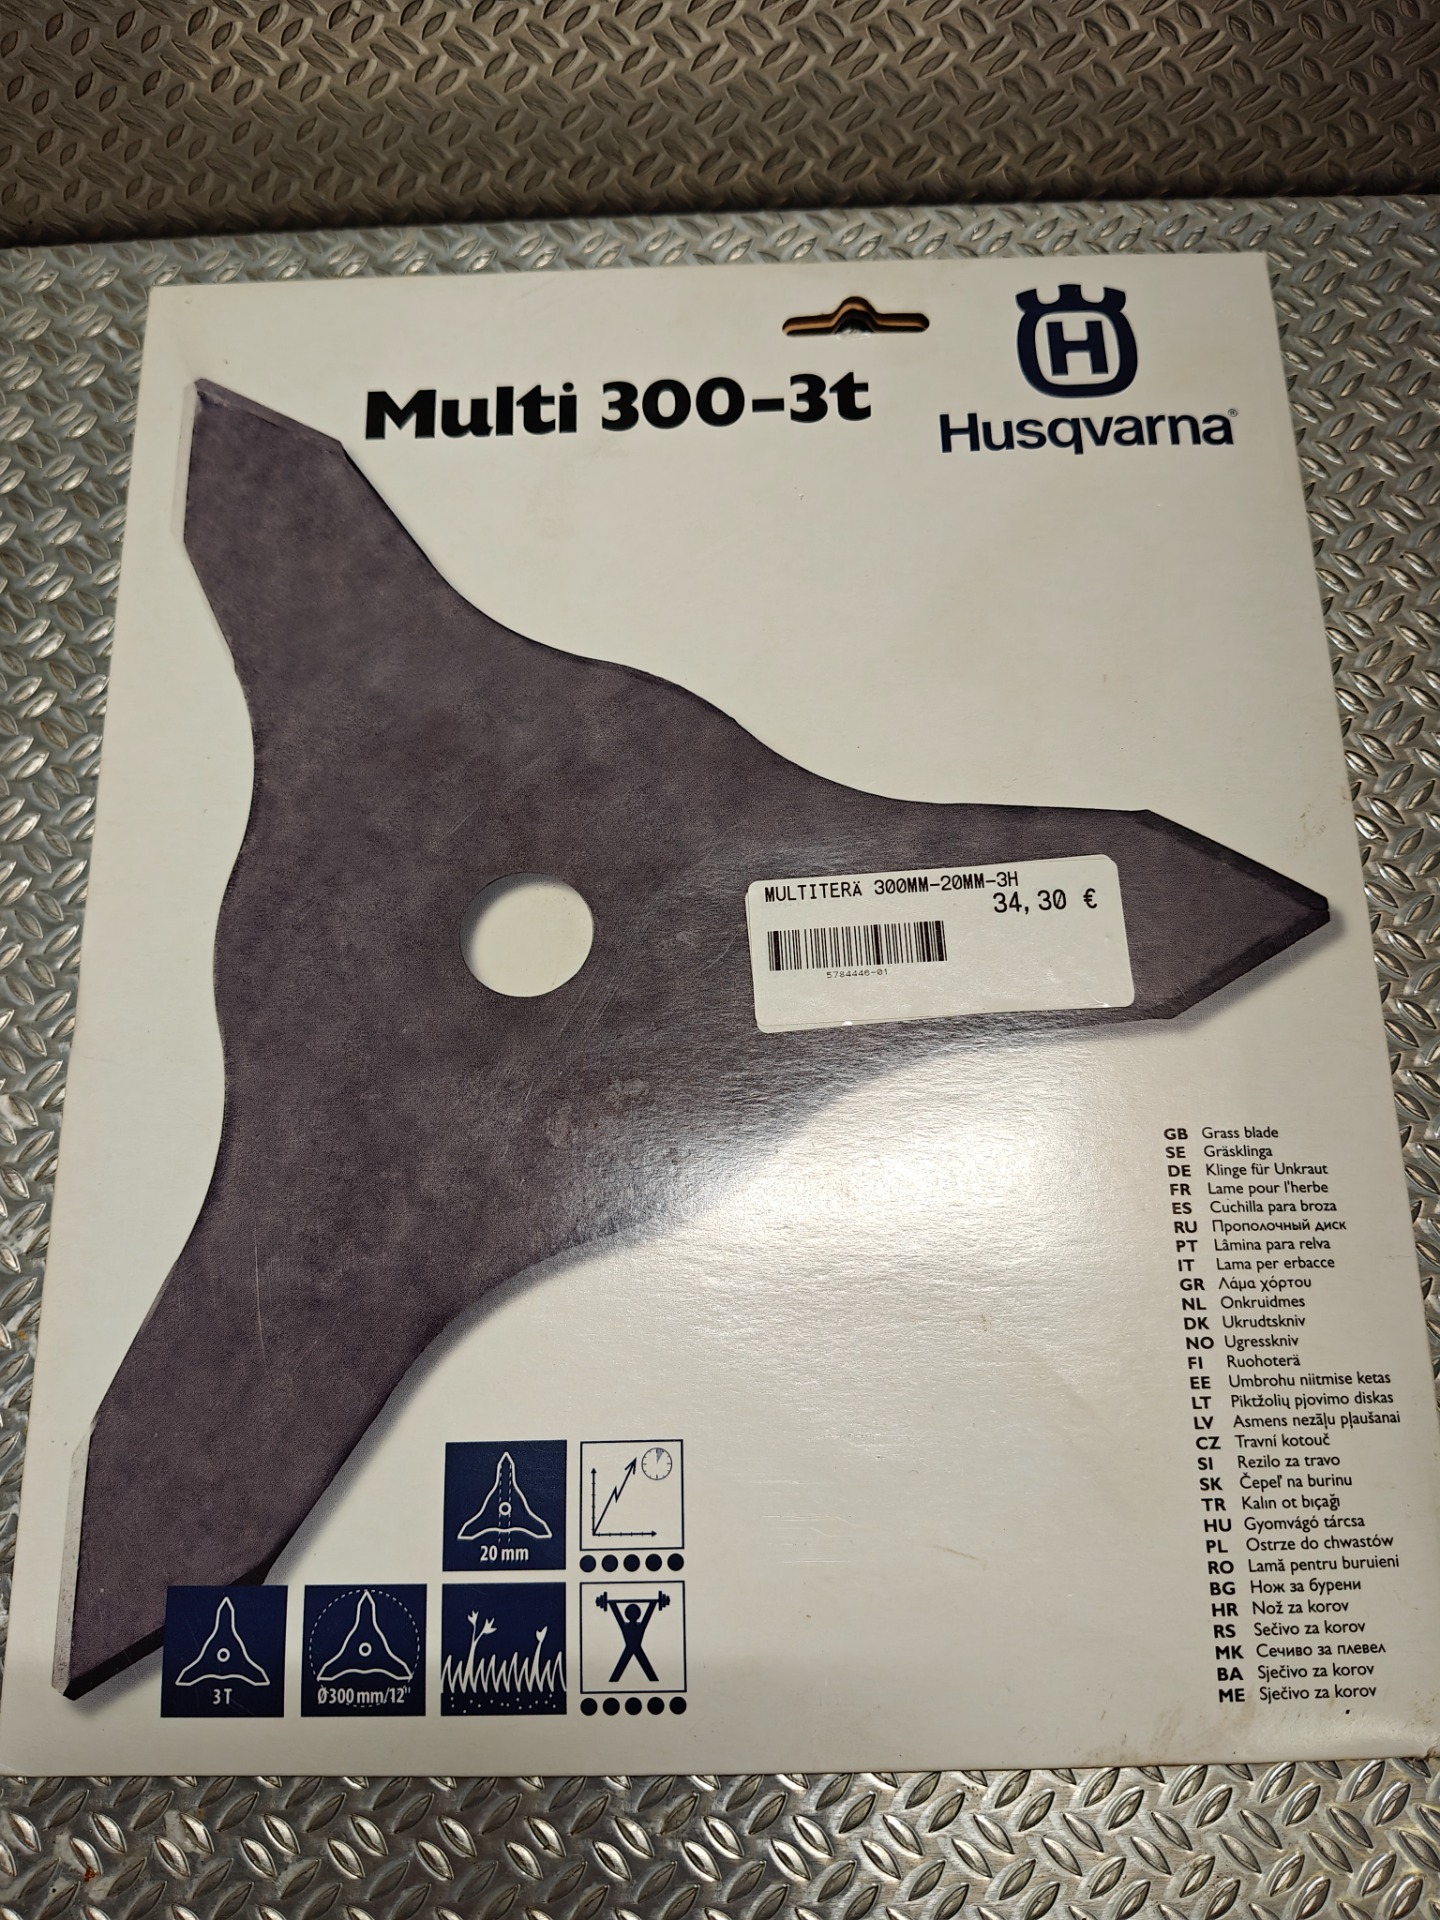 Multi 300-3t
H
Husqvarna®
MULTITERÄ 300MM-20MM-3H
34,30 €
5784446-01
GB Grass blade
SE Gräsklinga
DE Klinge für Unkraut
FR Lame pour l'herbe
ES Cuchilla para broza
RU Прополочный диск
PT Lâmina para relva
IT Lama per erbacce
GR Λάμα χόρτου
NL Onkruidmes
DK Ukrudtskniv
NO Ugresskniv
FI Ruohoterä
EE Umbrohu niitmise ketas
LT Piktžolių pjovimo diskas
LV Asmens nezāļu pļaušanai
CZ Travní kotouč
SI Rezilo za travo
SK Čepeľ na burinu
TR Kalın ot bıçağı
HU Gyomvágó tárcsa
PL Ostrze do chwastów
RO Lamă pentru buruieni
BG Нож за бурени
HR Nož za korov
RS Sečivo za korov
MK Сечиво за плевел
BA Sječivo za korov
ME Sječivo za korov
20 mm
3 T
Ø300 mm/12"